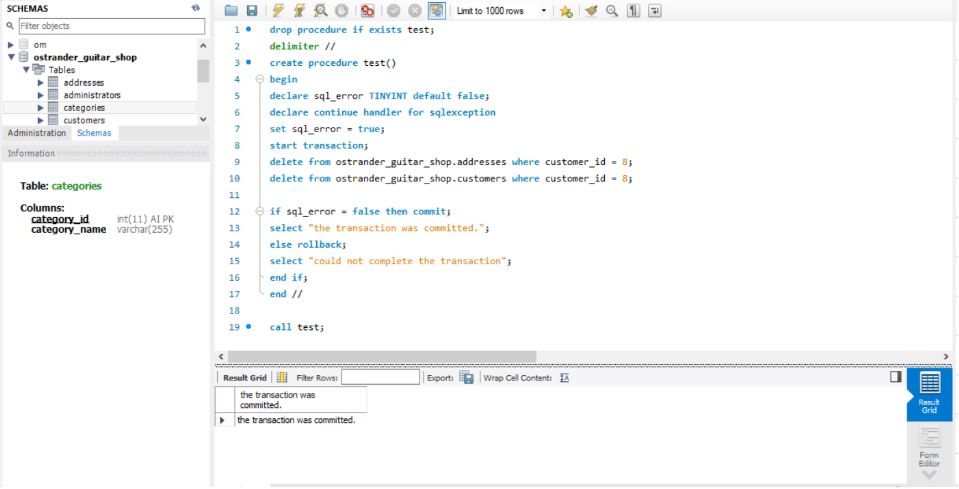 SCHEMAS
Filter objects
om
ostrander_guitar_shop
Tables
addresses
administrators
categories
customers
Administration Schemas
Information
Table: categories
Columns:
category_id int(11) AI PK
category_name varchar(255)
Limit to 1000 rows
1 drop procedure if exists test;
2 delimiter //
3 create procedure test()
4 begin
5 declare sql_error TINYINT default false;
6 declare continue handler for sqlexception
7 set sql_error = true;
8 start transaction;
9 delete from ostrander_guitar_shop.addresses where customer_id = 8;
10 delete from ostrander_guitar_shop.customers where customer_id = 8;
11
12 if sql_error = false then commit;
13 select "the transaction was committed.";
14 else rollback;
15 select "could not complete the transaction";
16 end if;
17 end //
18
19 call test;
Result Grid Filter Rows: Export: Wrap Cell Content: IA
the transaction was
committed.
the transaction was committed.
Result
Grid
Form
Editor